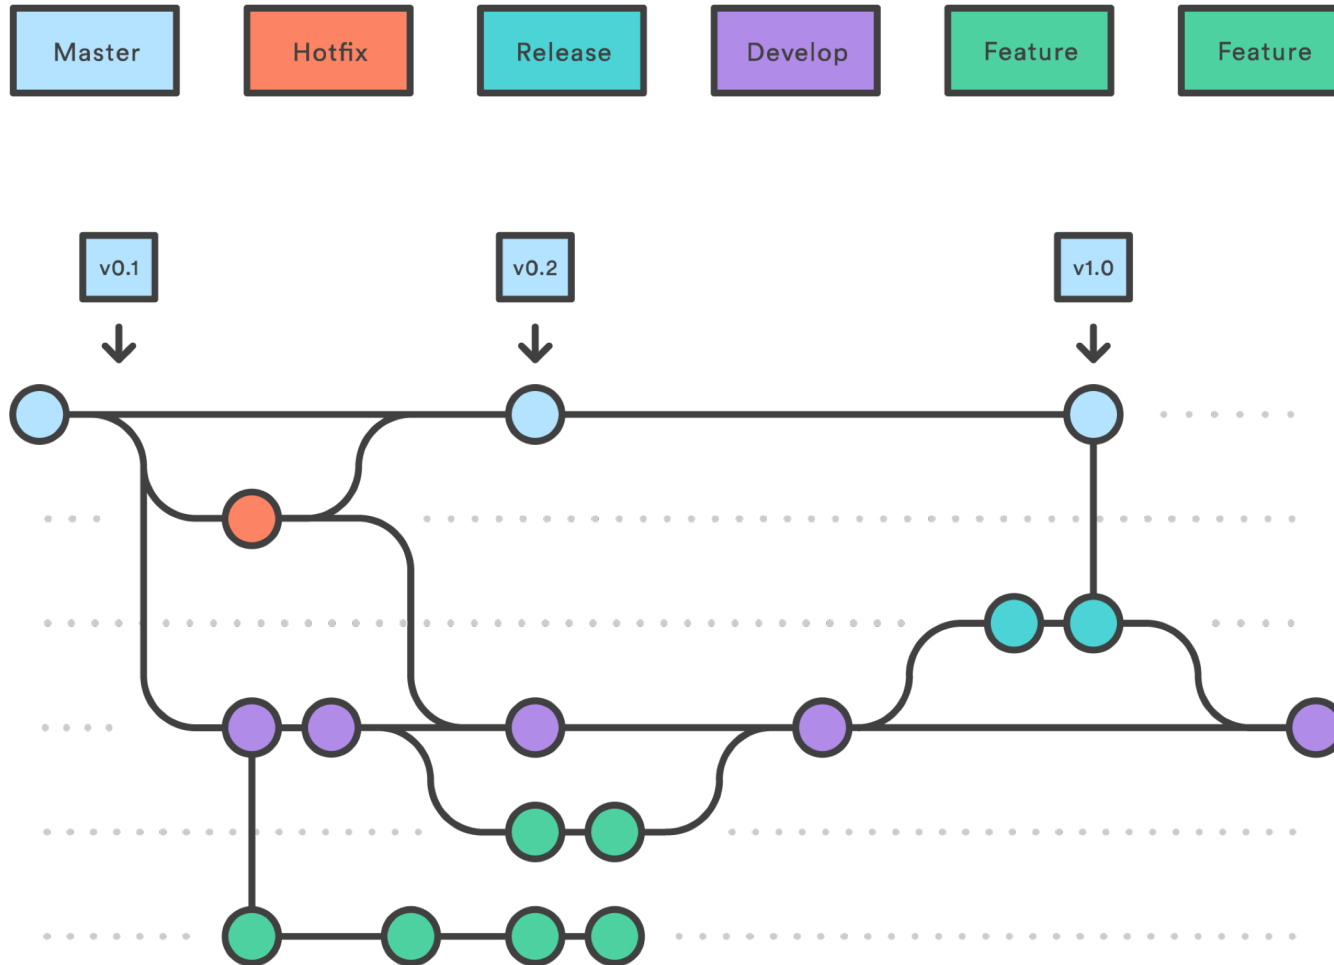 Master
Hotfix
Release
Develop
Feature
Feature
v0.1
v0.2
v1.0